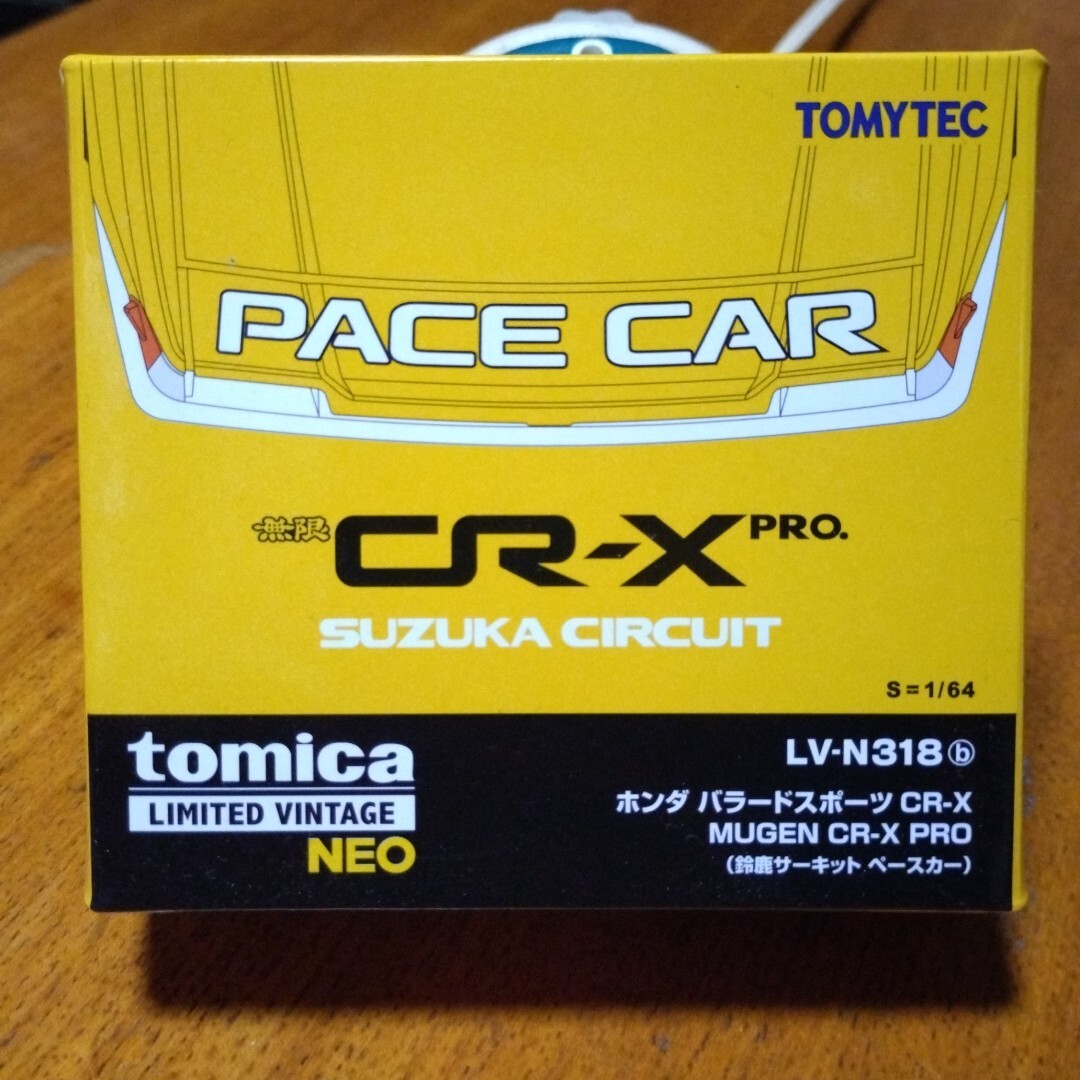 TOMYTEC
PACE CAR
無限 CR-X PRO.
SUZUKA CIRCUIT
S=1/64
tomica
LIMITED VINTAGE
NEO
LV-N318ⓑ
ホンダ バラードスポーツ CR-X
MUGEN CR-X PRO
(鈴鹿サーキット ペースカー)